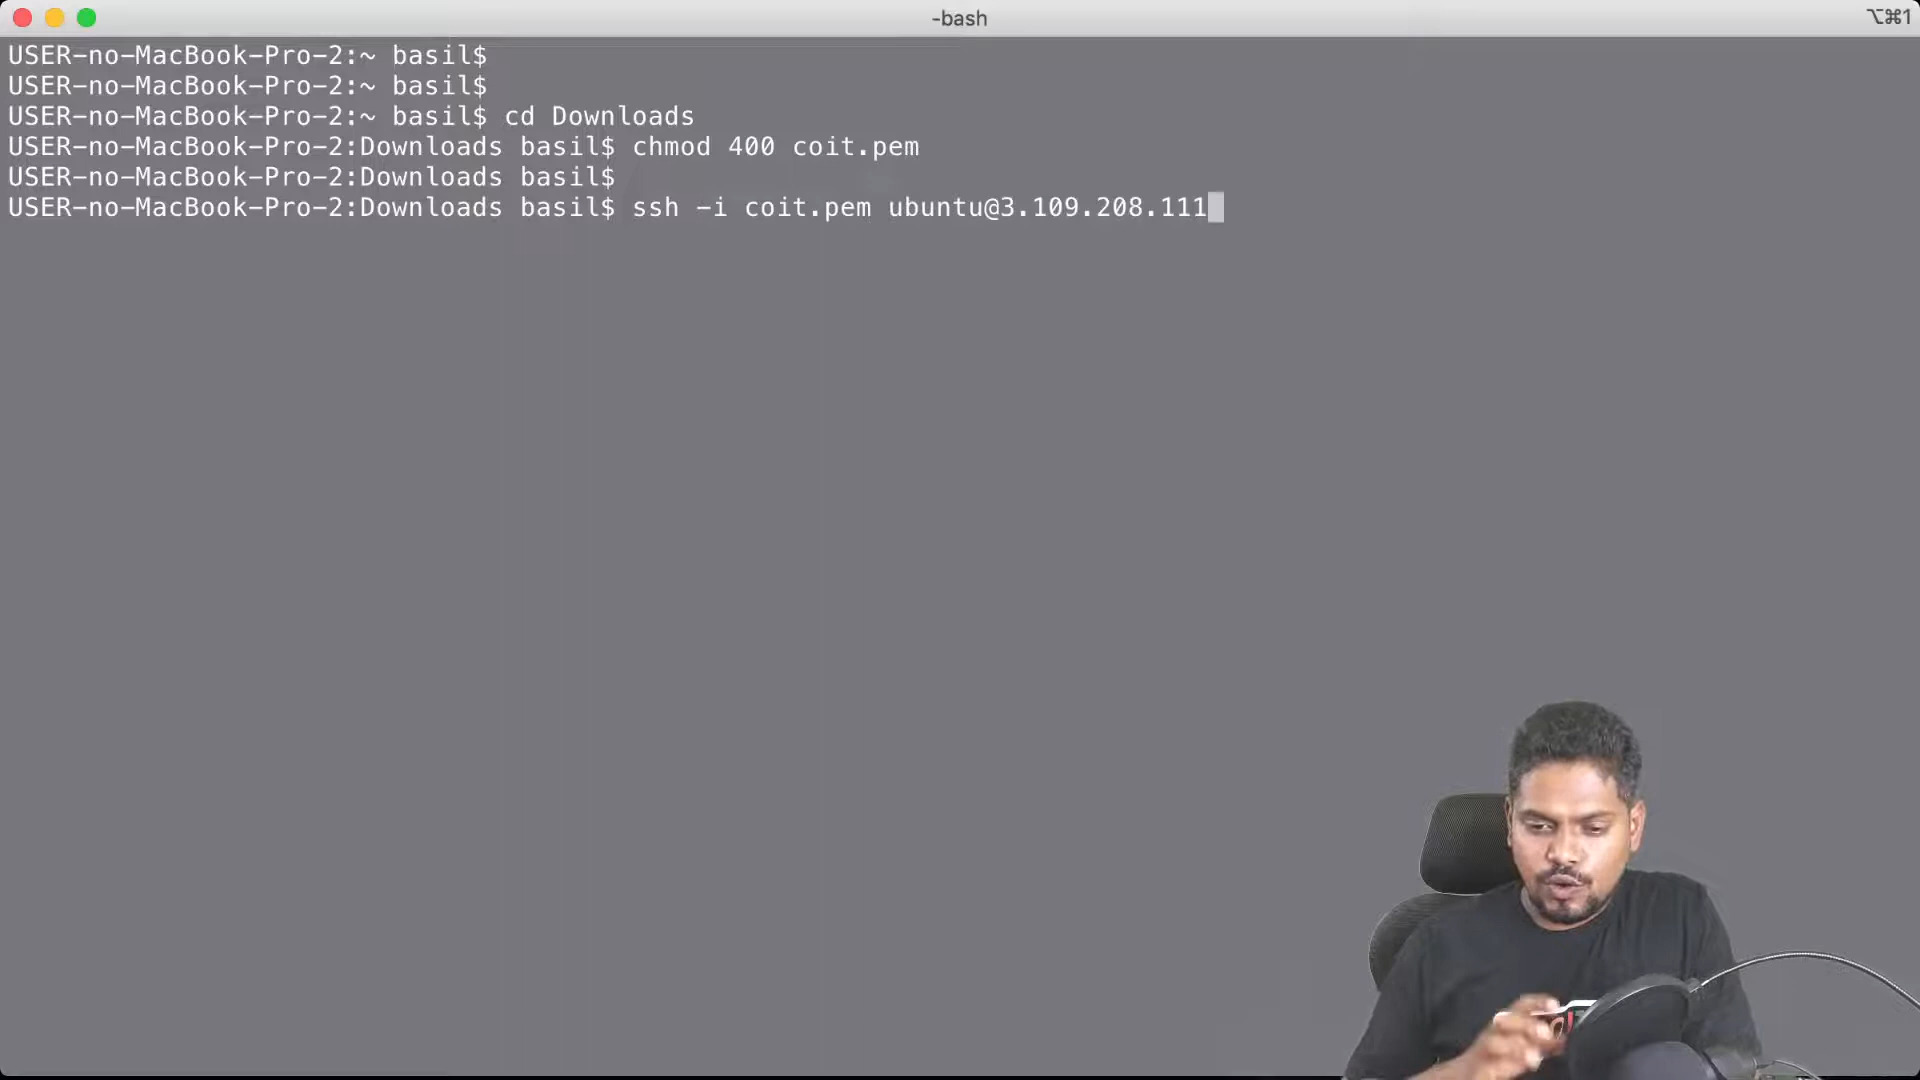 -bash
⌥⌘1
USER-no-MacBook-Pro-2:~ basil$
USER-no-MacBook-Pro-2:~ basil$
USER-no-MacBook-Pro-2:~ basil$ cd Downloads
USER-no-MacBook-Pro-2:Downloads basil$ chmod 400 coit.pem
USER-no-MacBook-Pro-2:Downloads basil$
USER-no-MacBook-Pro-2:Downloads basil$ ssh -i coit.pem ubuntu@3.109.208.111